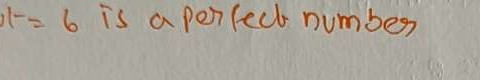 = 6 is a perfect number